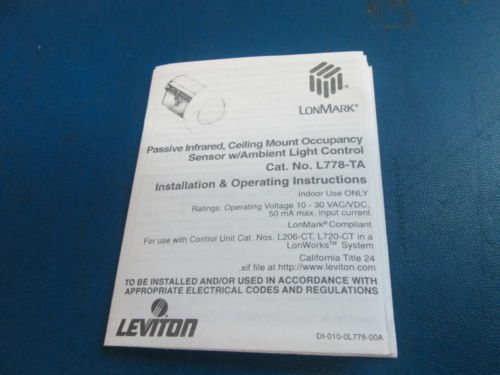 LONMARK®
Passive Infrared, Ceiling Mount Occupancy
Sensor w/Ambient Light Control
Cat. No. L778-TA
Installation & Operating Instructions
Indoor Use ONLY
Ratings: Operating Voltage 10 - 30 VAC/VDC,
50 mA max. input current
LonMark® Compliant
For use with Control Unit Cat. Nos. L206-CT, L720-CT in a
LonWorks™ System
California Title 24
.xif file at http://www.leviton.com
TO BE INSTALLED AND/OR USED IN ACCORDANCE WITH
APPROPRIATE ELECTRICAL CODES AND REGULATIONS
LEVITON
DI-010-0L778-00A